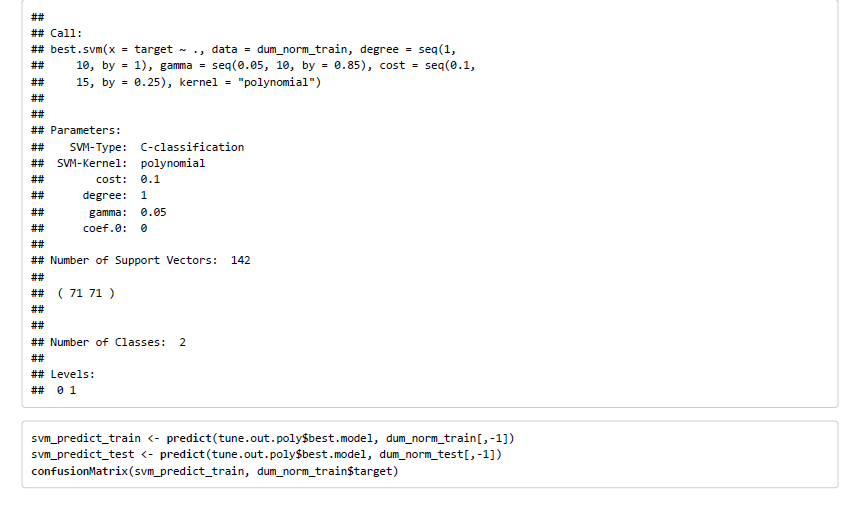 ##
## Call:
## best.svm(x = target ~ ., data = dum_norm_train, degree = seq(1,
##     10, by = 1), gamma = seq(0.05, 10, by = 0.85), cost = seq(0.1,
##     15, by = 0.25), kernel = "polynomial")
##
##
## Parameters:
##    SVM-Type:  C-classification
##  SVM-Kernel:  polynomial
##        cost:  0.1
##      degree:  1
##       gamma:  0.05
##      coef.0:  0
##
## Number of Support Vectors:  142
##
##  ( 71 71 )
##
##
## Number of Classes:  2
##
## Levels:
##  0 1
svm_predict_train <- predict(tune.out.poly$best.model, dum_norm_train[,-1])
svm_predict_test <- predict(tune.out.poly$best.model, dum_norm_test[,-1])
confusionMatrix(svm_predict_train, dum_norm_train$target)